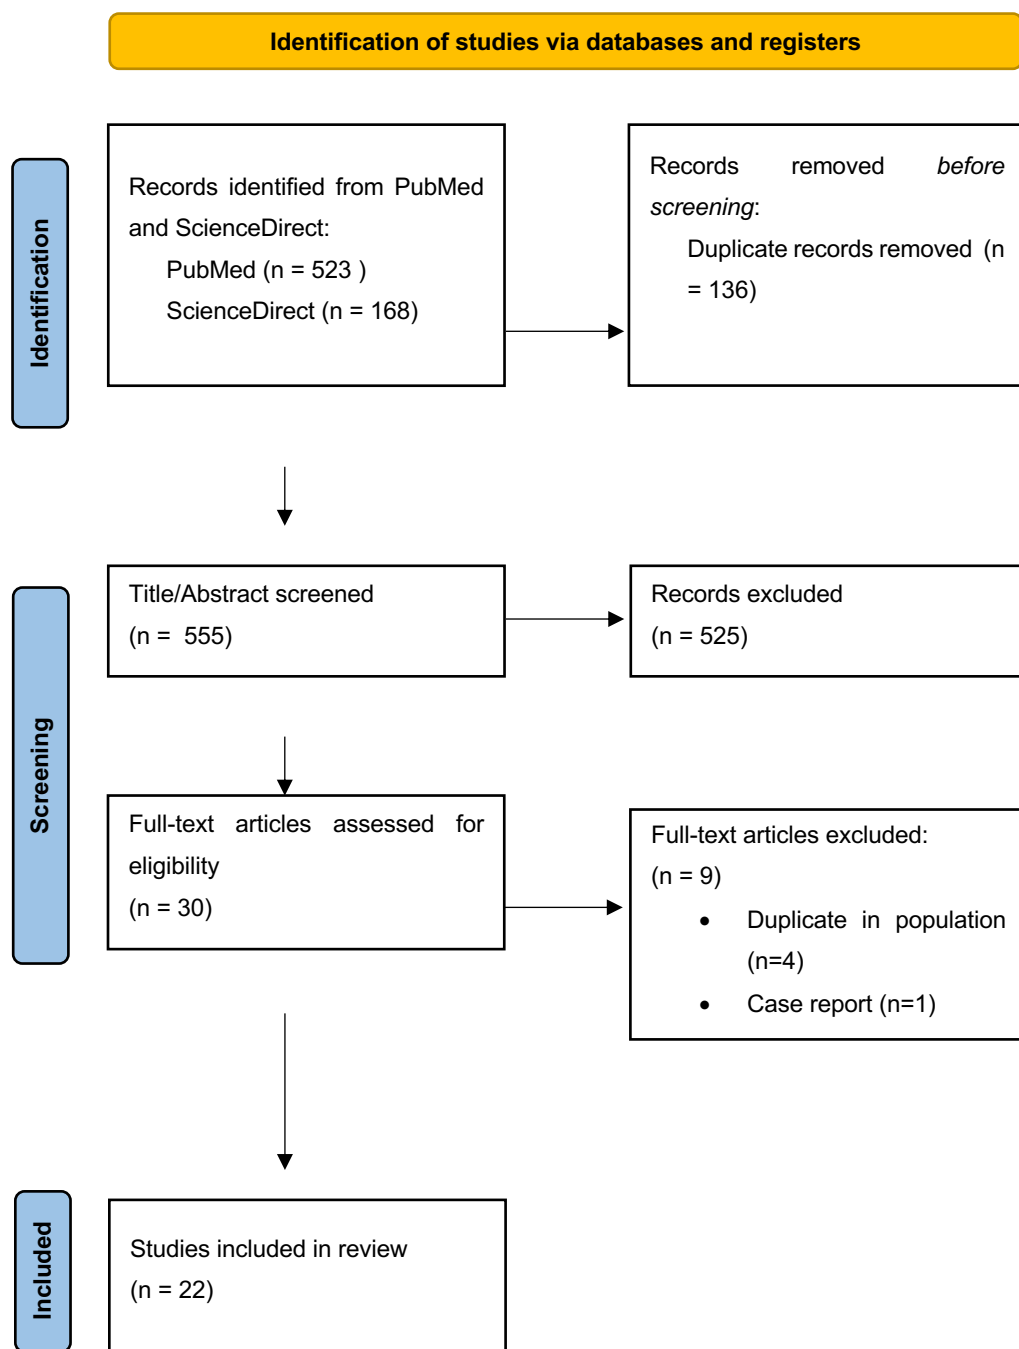 Identification of studies via databases and registers
Identification
Records identified from PubMed
and ScienceDirect:
PubMed (n = 523 )
ScienceDirect (n = 168)
Records removed before
screening:
Duplicate records removed (n
= 136)
Screening
Title/Abstract screened
(n = 555)
Records excluded
(n = 525)
Full-text articles assessed for
eligibility
(n = 30)
Full-text articles excluded:
(n = 9)
• Duplicate in population
(n=4)
• Case report (n=1)
Included
Studies included in review
(n = 22)